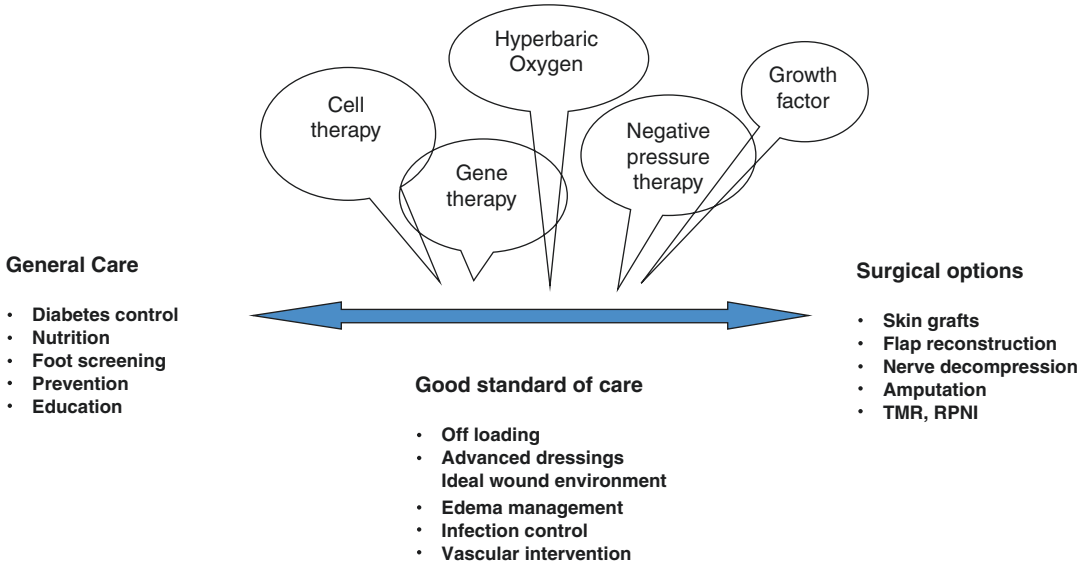 Hyperbaric
Oxygen
Growth
factor
Cell
therapy
Negative
pressure
therapy
Gene
therapy
General Care
• Diabetes control
• Nutrition
• Foot screening
• Prevention
• Education
Good standard of care
• Off loading
• Advanced dressings
Ideal wound environment
• Edema management
• Infection control
• Vascular intervention
Surgical options
• Skin grafts
• Flap reconstruction
• Nerve decompression
• Amputation
• TMR, RPNI